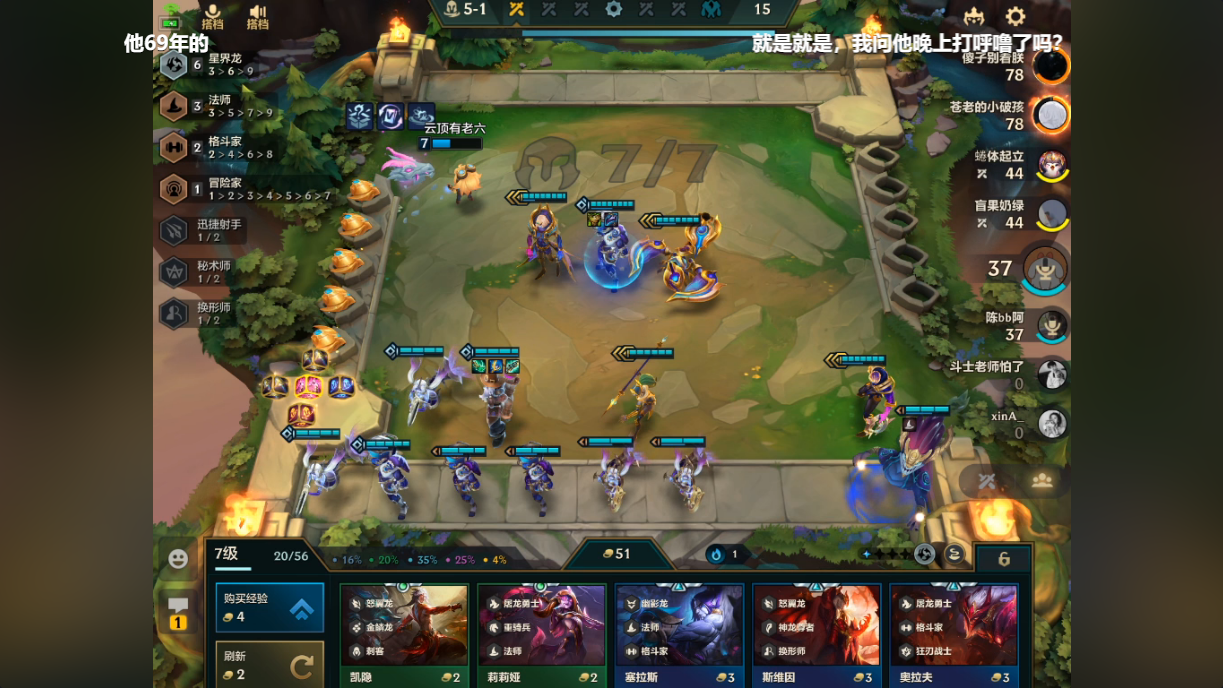 5-1
15
搭档
搭档
他69年的
就是就是，我问他晚上打呼噜了吗?
6 星界龙
3 > 6 > 9
3 法师
3 > 5 > 7 > 9
2 格斗家
2 > 4 > 6 > 8
1 冒险家
1 > 2 > 3 > 4 > 5 > 6 > 7
迅捷射手
1 / 2
秘术师
1 / 2
换形师
1 / 2
云顶有老六
7
7/7
傻子别看朕
78
苍老的小破孩
78
蜷体起立
44
盲果奶绿
44
37
陈bb阿
37
斗士老师怕了
0
xinA_
0
7级
20/56
16%
20%
35%
25%
4%
51
1
6
1
购买经验
4
刷新
2
怒翼龙
金鳞龙
刺客
凯隐
2
屠龙勇士
重骑兵
法师
莉莉娅
2
幽影龙
法师
格斗家
塞拉斯
3
怒翼龙
神龙尊者
换形师
斯维因
3
屠龙勇士
格斗家
狂刃战士
奥拉夫
3